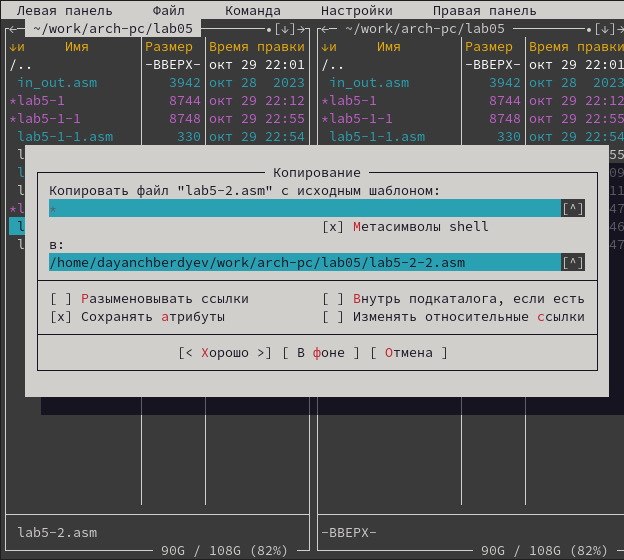 Левая панель Файл Команда Настройки Правая панель
←~/work/arch-pc/lab05 •[↓]→ ←~/work/arch-pc/lab05 •[↓]→
↓и Имя Размер Время правки ↓и Имя Размер Время правки
/.. -ВВЕРХ- окт 29 22:01 /.. -ВВЕРХ- окт 29 22:01
in_out.asm 3942 окт 28 2023 in_out.asm 3942 окт 28 2023
*lab5-1 8744 окт 29 22:12 *lab5-1 8744 окт 29 22:12
*lab5-1-1 8748 окт 29 22:55 *lab5-1-1 8748 окт 29 22:55
lab5-1-1.asm 330 окт 29 22:54 lab5-1-1.asm 330 окт 29 22:54
Копирование
Копировать файл "lab5-2.asm" с исходным шаблоном:
* [^]
[x] Метасимволы shell
в:
/home/dayanchberdyev/work/arch-pc/lab05/lab5-2-2.asm [^]
[ ] Разыменовывать ссылки [ ] Внутрь подкаталога, если есть
[x] Сохранять атрибуты [ ] Изменять относительные ссылки
[< Хорошо >] [ В фоне ] [ Отмена ]
lab5-2.asm -ВВЕРХ-
90G / 108G (82%) 90G / 108G (82%)